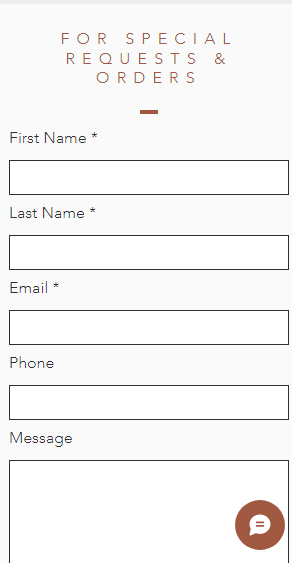 FOR SPECIAL
REQUESTS &
ORDERS
First Name *
Last Name *
Email *
Phone
Message